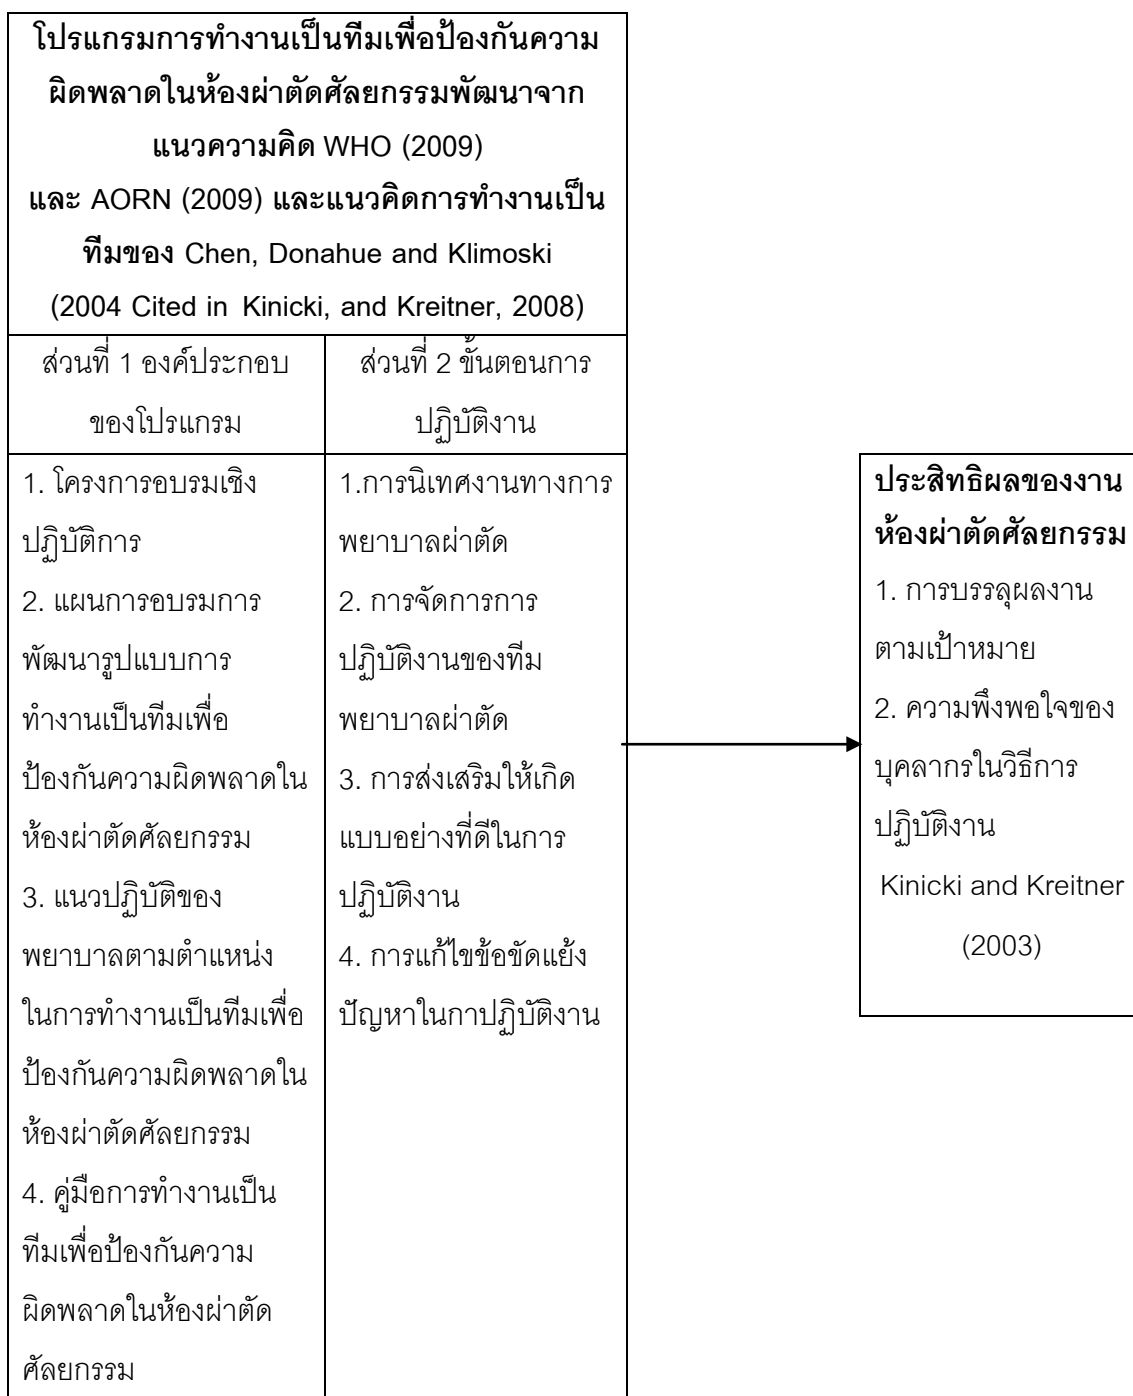 โปรแกรมการทำงานเป็นทีมเพื่อป้องกันความ
ผิดพลาดในห้องผ่าตัดศัลยกรรมพัฒนาจาก
แนวความคิด WHO (2009)
และ AORN (2009) และแนวคิดการทำงานเป็น
ทีมของ Chen, Donahue and Klimoski
(2004 Cited in Kinicki, and Kreitner, 2008)
ส่วนที่ 1 องค์ประกอบ
ของโปรแกรม
ส่วนที่ 2 ขั้นตอนการ
ปฏิบัติงาน
1. โครงการอบรมเชิง
ปฏิบัติการ
2. แผนการอบรมการ
พัฒนารูปแบบการ
ทำงานเป็นทีมเพื่อ
ป้องกันความผิดพลาดใน
ห้องผ่าตัดศัลยกรรม
3. แนวปฏิบัติของ
พยาบาลตามตำแหน่ง
ในการทำงานเป็นทีมเพื่อ
ป้องกันความผิดพลาดใน
ห้องผ่าตัดศัลยกรรม
4. คู่มือการทำงานเป็น
ทีมเพื่อป้องกันความ
ผิดพลาดในห้องผ่าตัด
ศัลยกรรม
1.การนิเทศงานทางการ
พยาบาลผ่าตัด
2. การจัดการการ
ปฏิบัติงานของทีม
พยาบาลผ่าตัด
3. การส่งเสริมให้เกิด
แบบอย่างที่ดีในการ
ปฏิบัติงาน
4. การแก้ไขข้อขัดแย้ง
ปัญหาในกาปฏิบัติงาน
ประสิทธิผลของงาน
ห้องผ่าตัดศัลยกรรม
1. การบรรลุผลงาน
ตามเป้าหมาย
2. ความพึงพอใจของ
บุคลากรในวิธีการ
ปฏิบัติงาน
Kinicki and Kreitner
(2003)